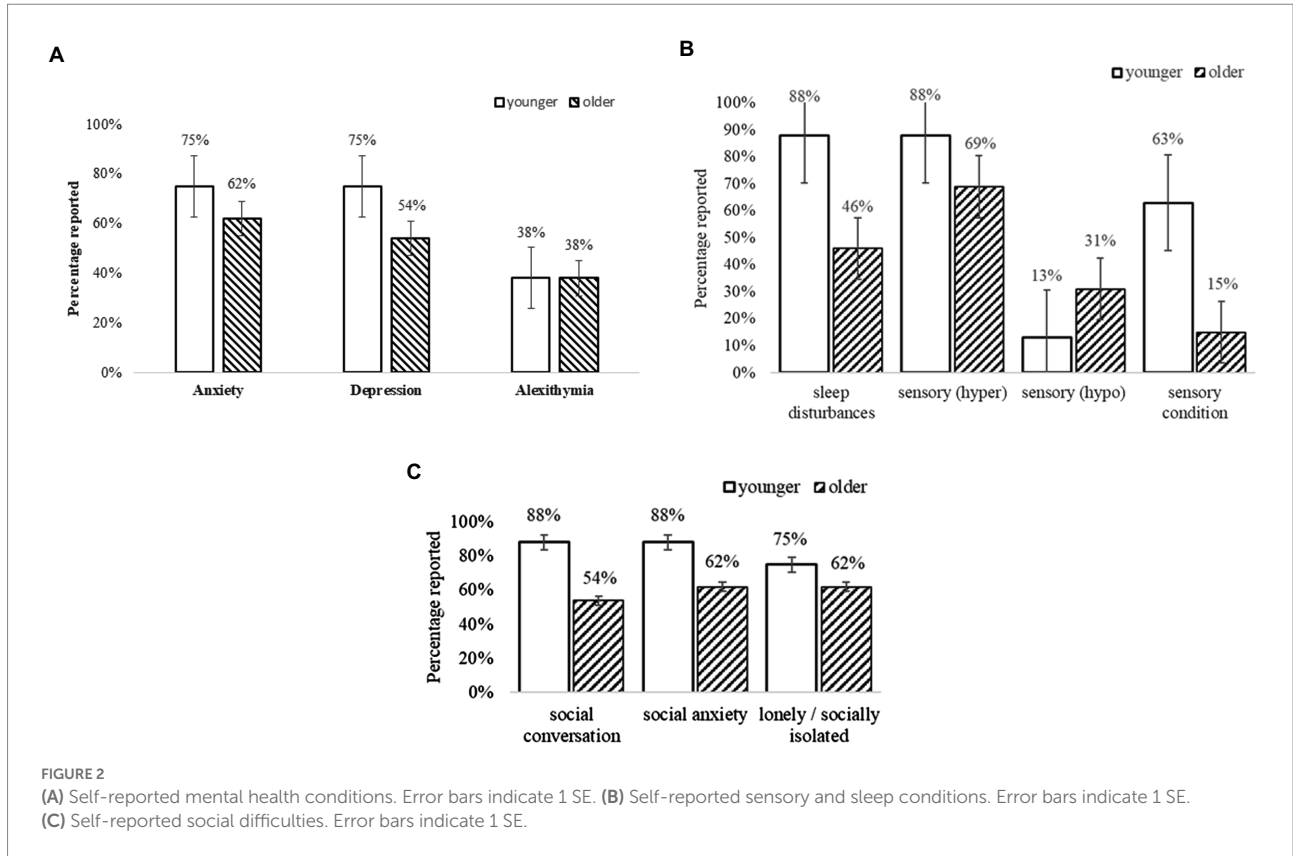 A
younger older
Percentage reported
100%
80%
60%
40%
20%
0%
75%
62%
75%
54%
38%
38%
Anxiety Depression Alexithymia
B
younger older
Percentage reported
100%
90%
80%
70%
60%
50%
40%
30%
20%
10%
0%
88%
46%
88%
69%
13%
31%
63%
15%
sleep
disturbances
sensory (hyper)
sensory (hypo)
sensory
condition
C
younger older
Percentage reported
100%
80%
60%
40%
20%
0%
88%
54%
88%
62%
75%
62%
social
conversation
social anxiety
lonely / socially
isolated
FIGURE 2
(A) Self-reported mental health conditions. Error bars indicate 1 SE. (B) Self-reported sensory and sleep conditions. Error bars indicate 1 SE.
(C) Self-reported social difficulties. Error bars indicate 1 SE.